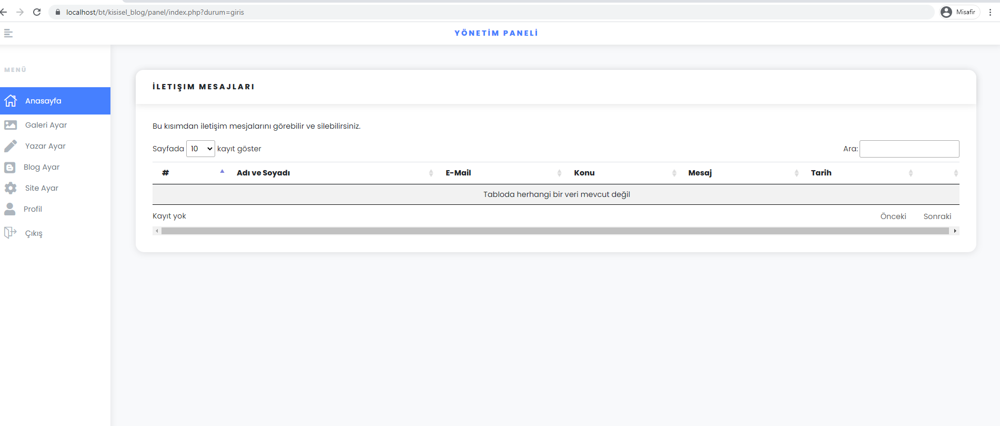 localhost/bt/kisisel_blog/panel/index.php?durum=giris
Misafir
YÖNETİM PANELİ
MENÜ
Anasayfa
Galeri Ayar
Yazar Ayar
Blog Ayar
Site Ayar
Profil
Çıkış
İLETIŞIM MESAJLARI
Bu kısımdan iletişim mesjalarını görebilir ve silebilirsiniz.
Sayfada 10 kayıt göster
Ara:
# Adı ve Soyadı E-Mail Konu Mesaj Tarih
Tabloda herhangi bir veri mevcut değil
Kayıt yok
Önceki Sonraki